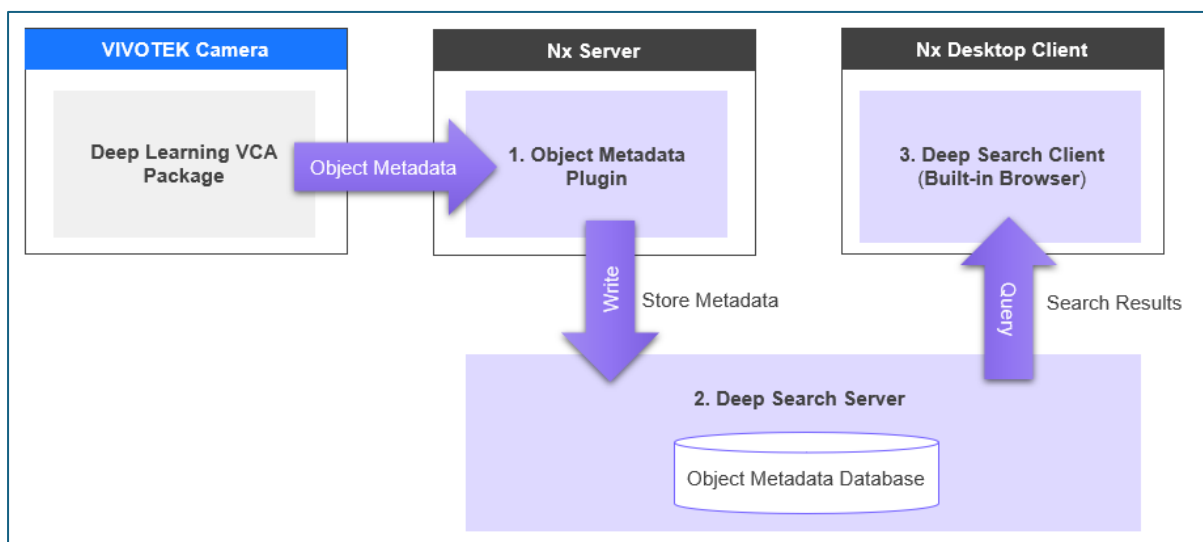 VIVOTEK Camera
Nx Server
Nx Desktop Client
Deep Learning VCA
Package
Object Metadata
1. Object Metadata
Plugin
3. Deep Search Client
(Built-in Browser)
Write
Store Metadata
Query
Search Results
2. Deep Search Server
Object Metadata Database